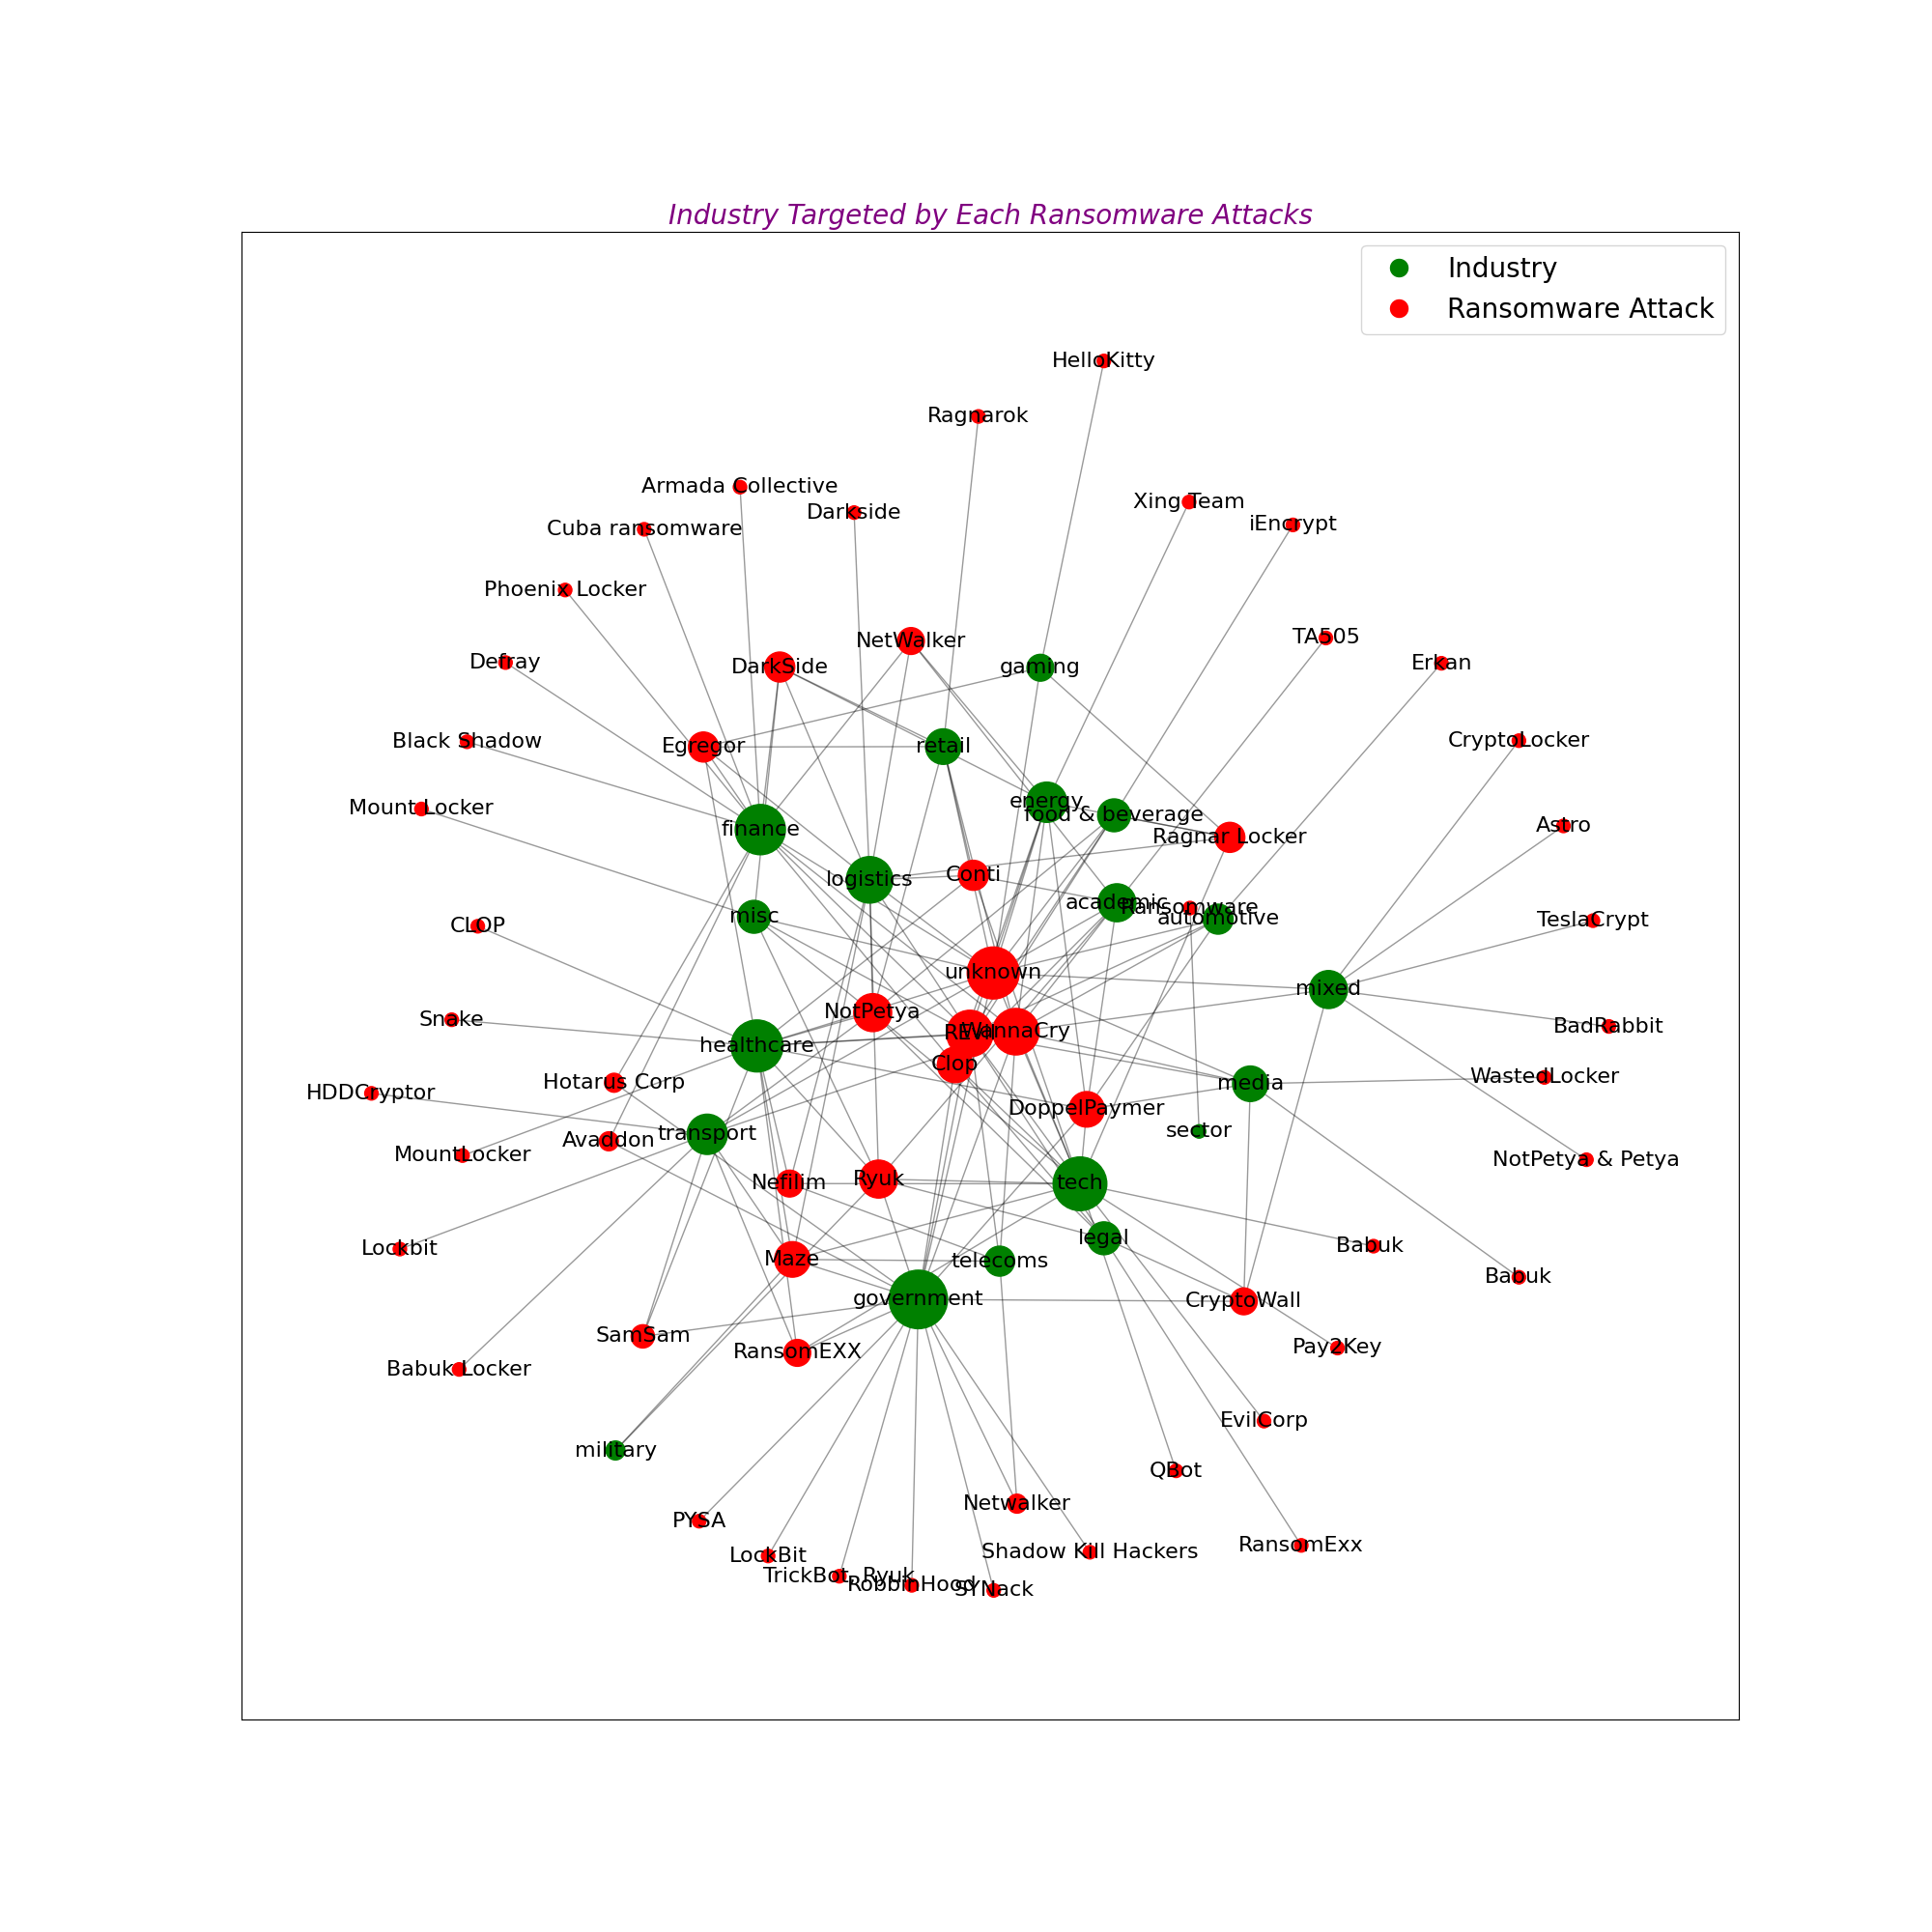 Industry Targeted by Each Ransomware Attacks
Industry
Ransomware Attack
HelloKitty
Ragnarok
Armada Collective
Xing Team
Darkside
iEncrypt
Cuba ransomware
Phoenix Locker
TA505
NetWalker
Defray
Erkan
DarkSide
gaming
Black Shadow
CryptoLocker
Egregor
retail
energy
Mount Locker
food & beverage
Astro
finance
Ragnar Locker
Conti
logistics
academic
Ransomware
misc
automotive
TeslaCrypt
CLOP
unknown
mixed
NotPetya
Snake
BadRabbit
REvil
WannaCry
healthcare
Clop
WastedLocker
Hotarus Corp
media
HDDCryptor
DoppelPaymer
sector
transport
Avaddon
MountLocker
NotPetya & Petya
Ryuk
Nefilim
tech
legal
Babuk
Lockbit
Maze
telecoms
Babuk
government
CryptoWall
SamSam
Pay2Key
RansomEXX
Babuk Locker
EvilCorp
military
QBot
Netwalker
PYSA
RansomExx
Shadow Kill Hackers
LockBit
TrickBot, Ryuk
RobbinHood
SYNack